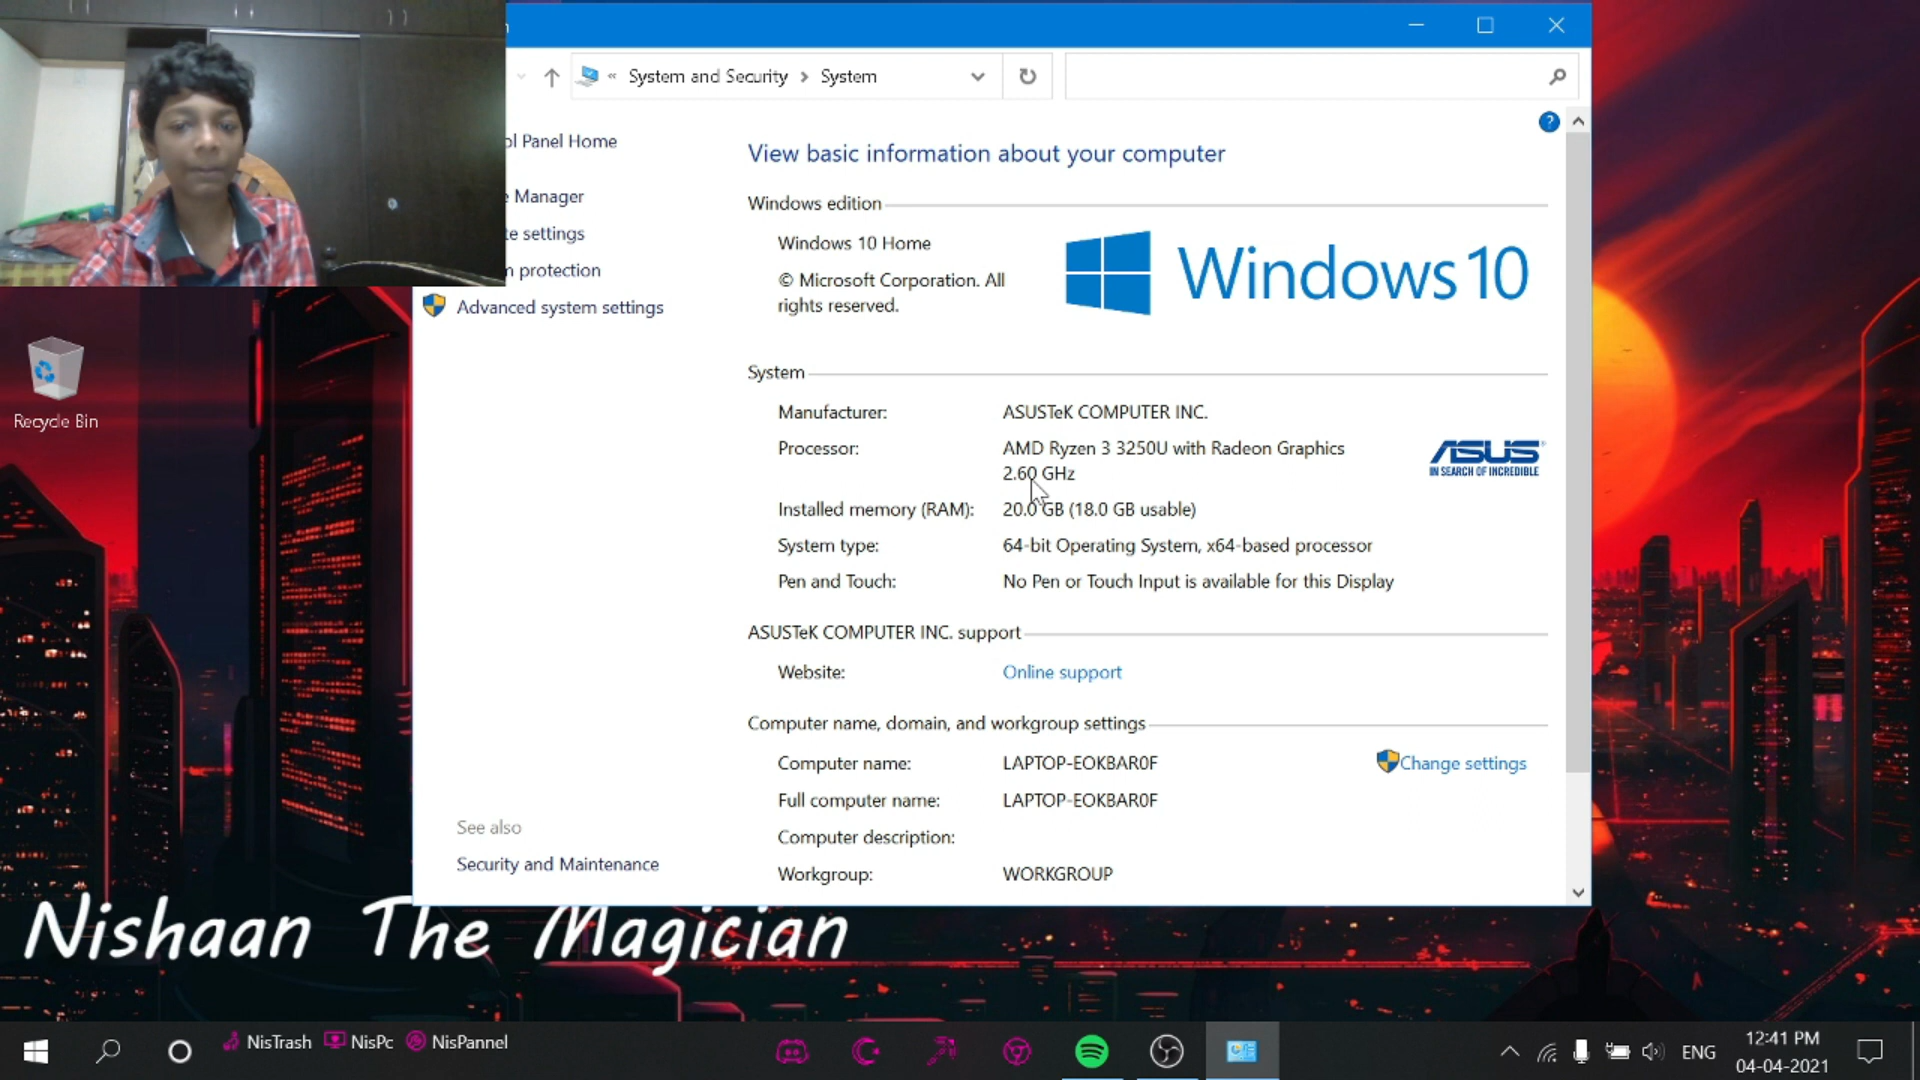 « System and Security > System
ol Panel Home
e Manager
te settings
n protection
Advanced system settings
See also
Security and Maintenance
?
View basic information about your computer
Windows edition
Windows 10 Home
© Microsoft Corporation. All
rights reserved.
Windows 10
System
Manufacturer: ASUSTeK COMPUTER INC.
Processor: AMD Ryzen 3 3250U with Radeon Graphics
2.60 GHz
Installed memory (RAM): 20.0 GB (18.0 GB usable)
System type: 64-bit Operating System, x64-based processor
Pen and Touch: No Pen or Touch Input is available for this Display
ASUS
IN SEARCH OF INCREDIBLE
ASUSTeK COMPUTER INC. support
Website: Online support
Computer name, domain, and workgroup settings
Computer name: LAPTOP-EOKBAR0F
Change settings
Full computer name: LAPTOP-EOKBAR0F
Computer description:
Workgroup: WORKGROUP
Recycle Bin
Nishaan The Magician
NisTrash NisPc NisPannel
ENG
12:41 PM
04-04-2021